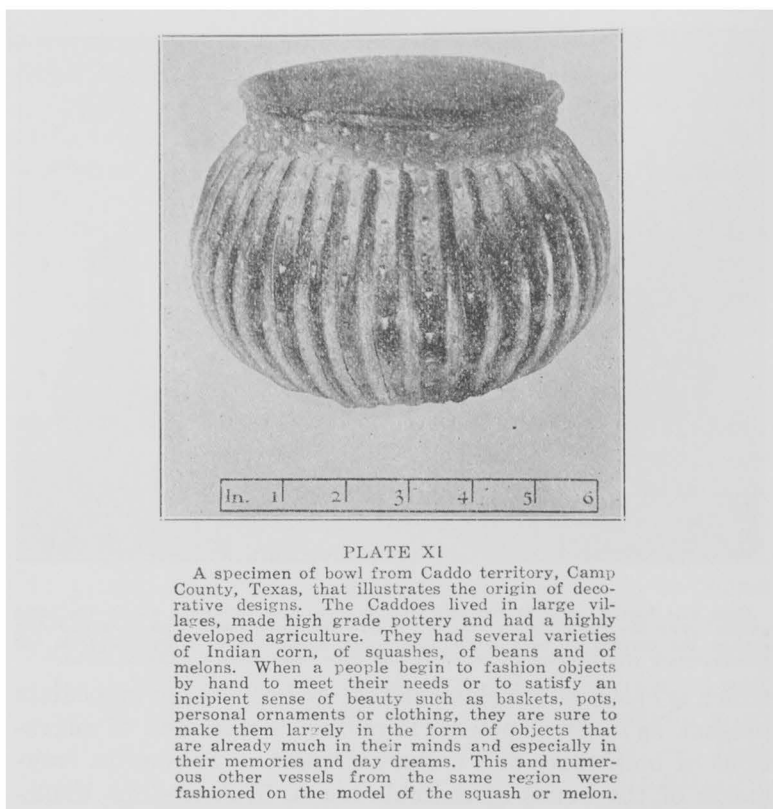 In. 1 2 3 4 5 6
PLATE XI
A specimen of bowl from Caddo territory, Camp
County, Texas, that illustrates the origin of deco-
rative designs. The Caddoes lived in large vil-
lages, made high grade pottery and had a highly
developed agriculture. They had several varieties
of Indian corn, of squashes, of beans and of
melons. When a people begin to fashion objects
by hand to meet their needs or to satisfy an
incipient sense of beauty such as baskets, pots,
personal ornaments or clothing, they are sure to
make them largely in the form of objects that
are already much in their minds and especially in
their memories and day dreams. This and numer-
ous other vessels from the same region were
fashioned on the model of the squash or melon.